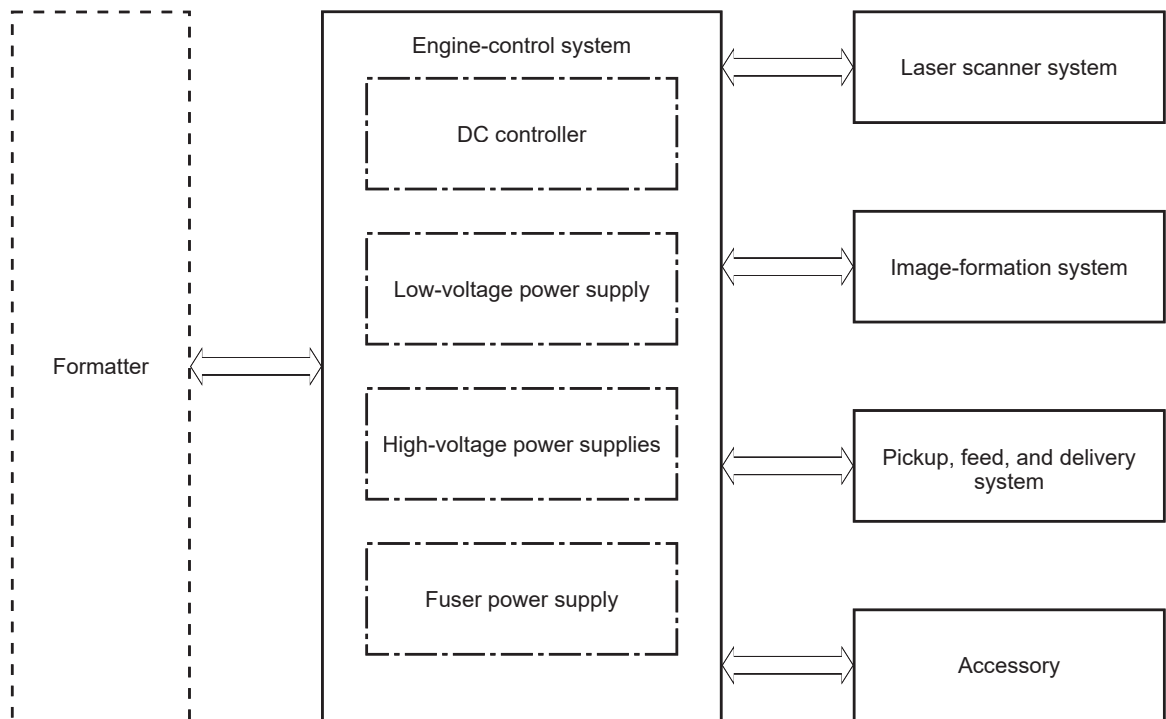 Formatter
Engine-control system
DC controller
Low-voltage power supply
High-voltage power supplies
Fuser power supply
Laser scanner system
Image-formation system
Pickup, feed, and delivery
system
Accessory